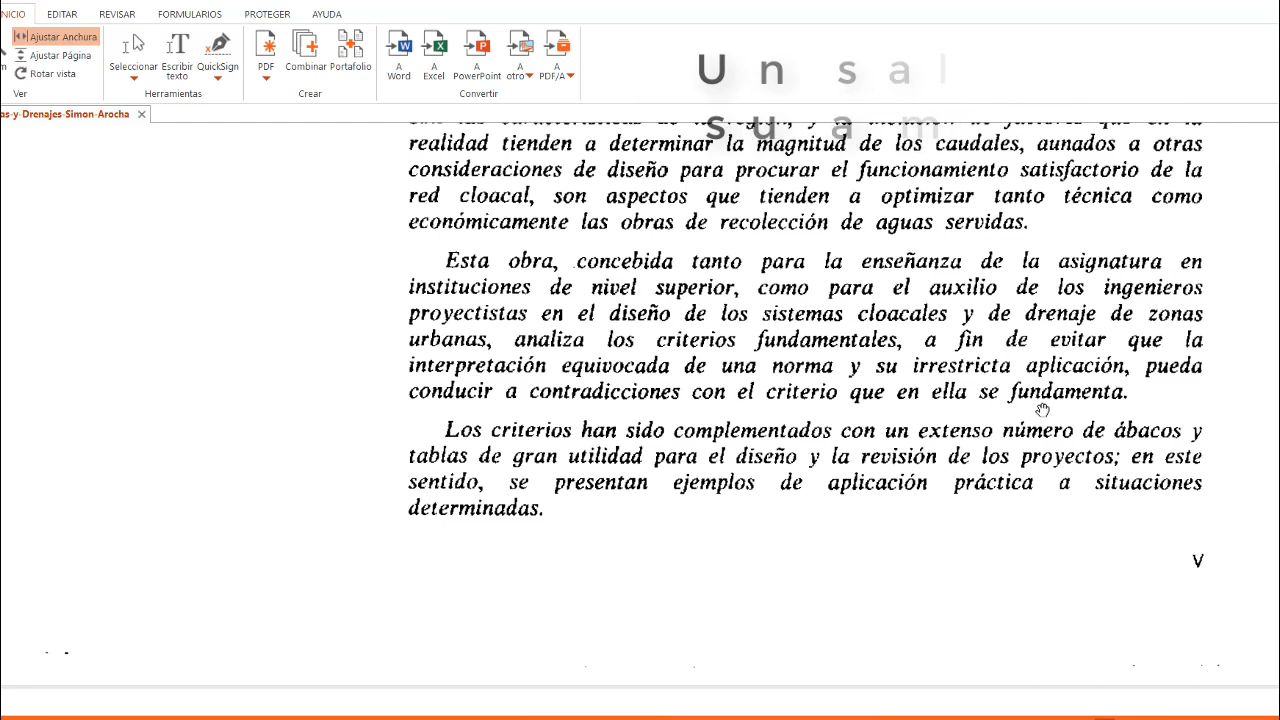 INICIO EDITAR REVISAR FORMULARIOS PROTEGER AYUDA
Ajustar Anchura
Ajustar Página
Rotar vista
Ver
Seleccionar
Escribir texto
QuickSign
Herramientas
PDF
Combinar
Portafolio
Crear
A Word
A Excel
A PowerPoint
A otro
A PDF/A
Convertir
U n s a l
s u a m
as-y-Drenajes-Simon-Arocha
realidad tienden a determinar la magnitud de los caudales, aunados a otras
consideraciones de diseño para procurar el funcionamiento satisfactorio de la
red cloacal, son aspectos que tienden a optimizar tanto técnica como
económicamente las obras de recolección de aguas servidas.
Esta obra, concebida tanto para la enseñanza de la asignatura en
instituciones de nivel superior, como para el auxilio de los ingenieros
proyectistas en el diseño de los sistemas cloacales y de drenaje de zonas
urbanas, analiza los criterios fundamentales, a fin de evitar que la
interpretación equivocada de una norma y su irrestricta aplicación, pueda
conducir a contradicciones con el criterio que en ella se fundamenta.
Los criterios han sido complementados con un extenso número de ábacos y
tablas de gran utilidad para el diseño y la revisión de los proyectos; en este
sentido, se presentan ejemplos de aplicación práctica a situaciones
determinadas.
V